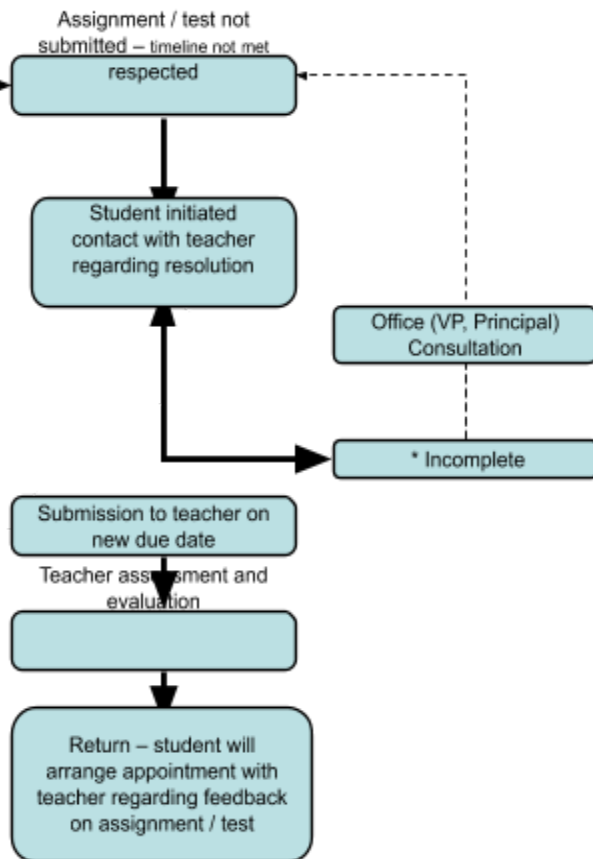 Assignment / test not
submitted – timeline not met
respected
Student initiated
contact with teacher
regarding resolution
Office (VP, Principal)
Consultation
* Incomplete
Submission to teacher on
new due date
Teacher assessment and
evaluation
Return – student will
arrange appointment with
teacher regarding feedback
on assignment / test